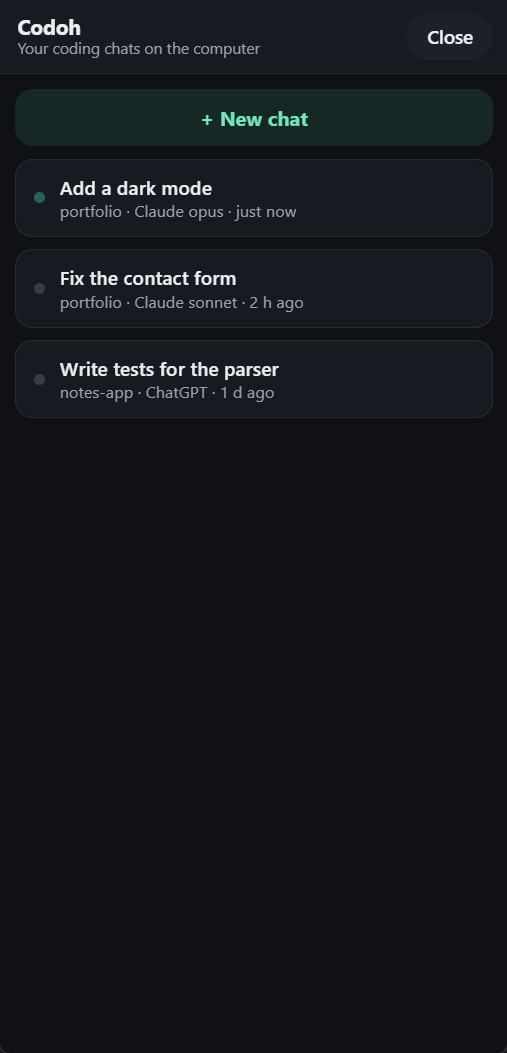 Codoh
Your coding chats on the computer
Close
+ New chat
Add a dark mode
portfolio · Claude opus · just now
Fix the contact form
portfolio · Claude sonnet · 2 h ago
Write tests for the parser
notes-app · ChatGPT · 1 d ago